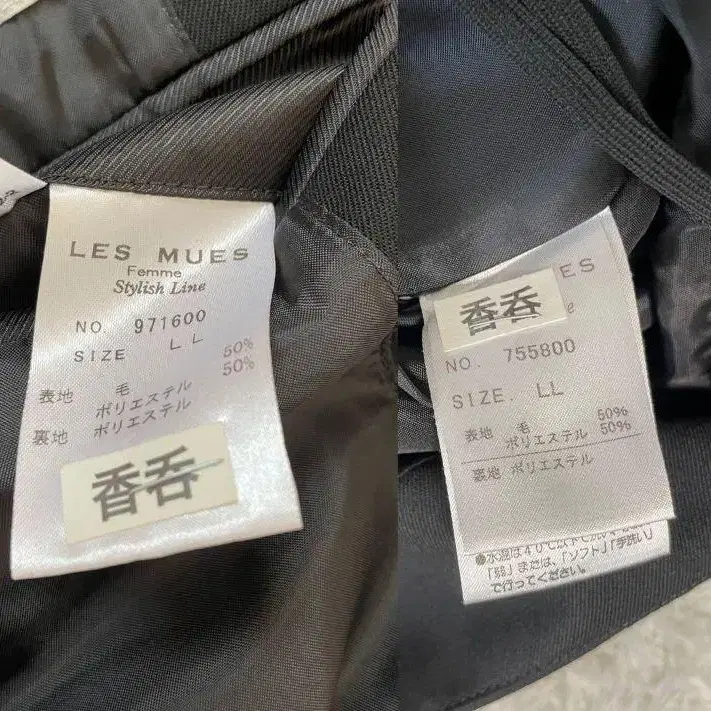 LES MUES
Femme
Stylish Line
NO. 971600
SIZE LL
表地 毛 50%
ポリエステル 50%
裏地 ポリエステル
香呑
UES
香呑
e
NO. 755800
SIZE. LL
表地 毛 50%
ポリエステル 50%
裏地 ポリエステル
「弱」または、「ソフト」「手洗い」
で行ってください。